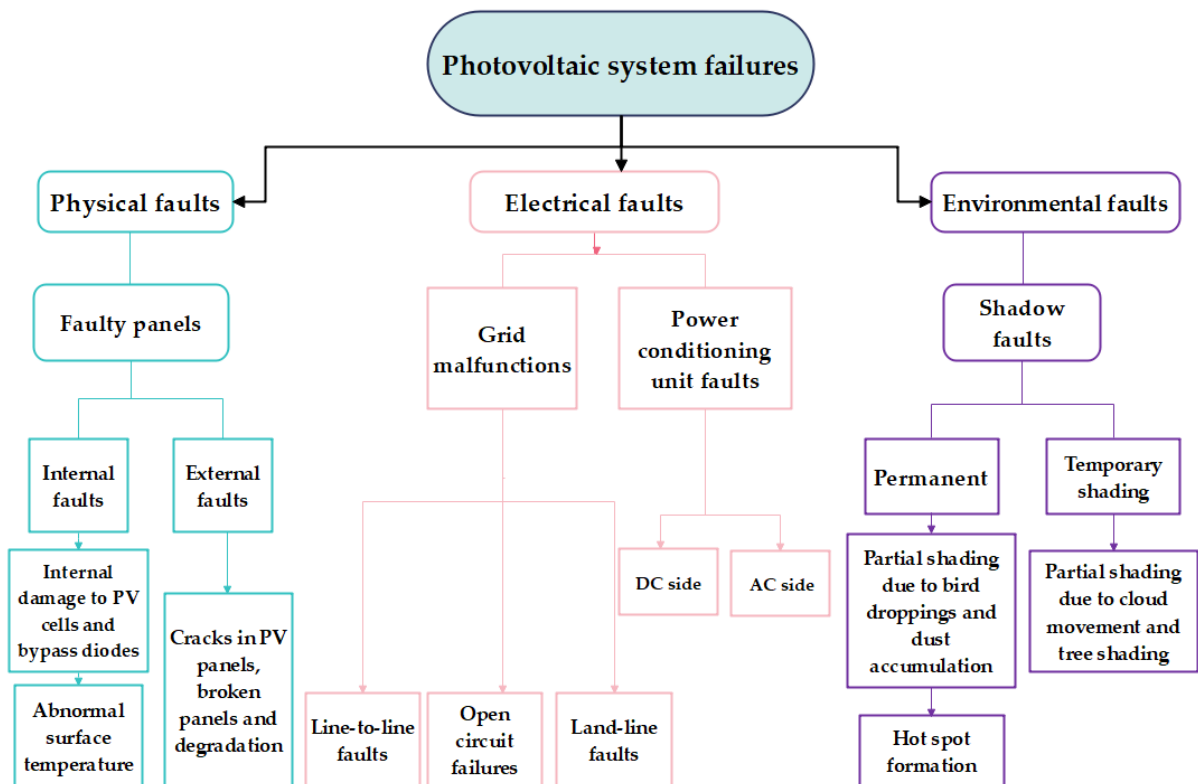 Photovoltaic system failures
Physical faults
Electrical faults
Environmental faults
Faulty panels
Grid
malfunctions
Power
conditioning
unit faults
Shadow
faults
Internal
faults
External
faults
Permanent
Temporary
shading
Internal
damage to PV
cells and
bypass diodes
Cracks in PV
panels,
broken
panels and
degradation
DC side
AC side
Partial shading
due to bird
droppings and
dust
accumulation
Partial shading
due to cloud
movement and
tree shading
Abnormal
surface
temperature
Line-to-line
faults
Open
circuit
failures
Land-line
faults
Hot spot
formation